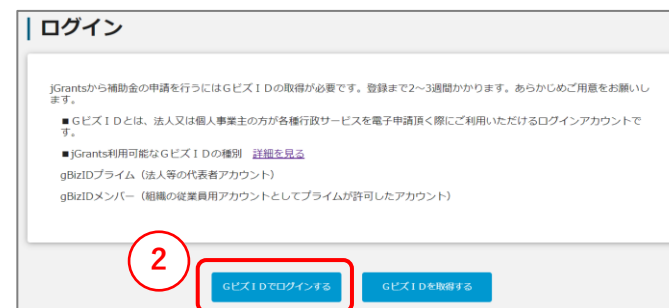 ログイン
jGrantsから補助金の申請を行うにはＧビズＩＤの取得が必要です。登録まで2～3週間かかります。あらかじめご用意をお願いし
ます。
■ＧビズＩＤとは、法人又は個人事業主の方が各種行政サービスを電子申請頂く際にご利用いただけるログインアカウントで
す。
■jGrants利用可能なＧビズＩＤの種別 詳細を見る
gBizIDプライム（法人等の代表者アカウント）
gBizIDメンバー（組織の従業員用アカウントとしてプライムが許可したアカウント）
2
ＧビズＩＤでログインする
ＧビズＩＤを取得する